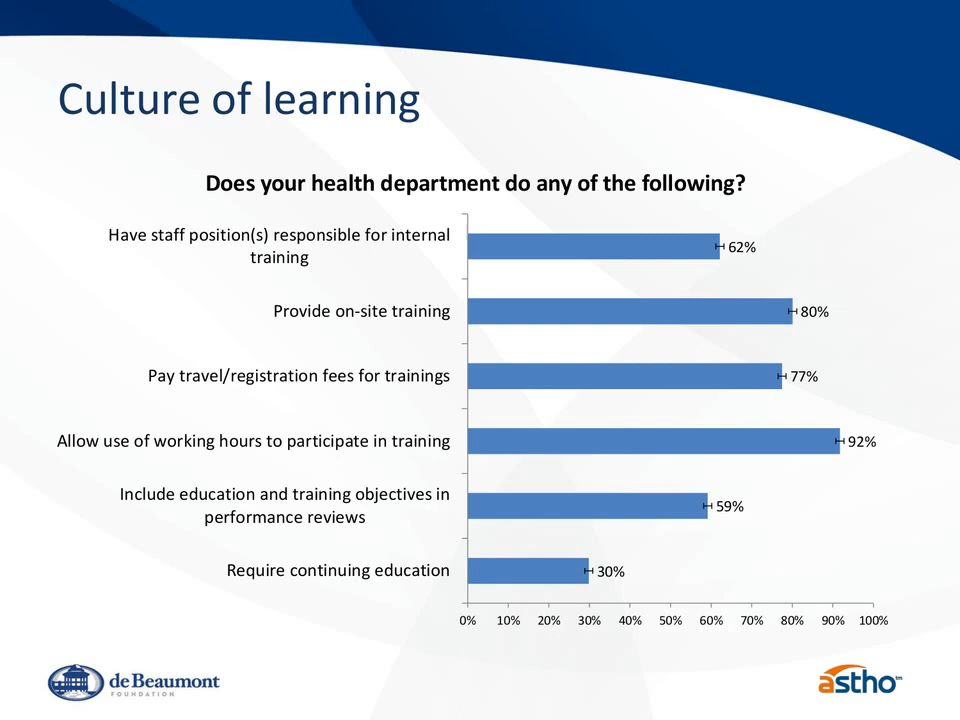 Culture of learning
Does your health department do any of the following?
Have staff position(s) responsible for internal
training
62%
Provide on-site training
80%
Pay travel/registration fees for trainings
77%
Allow use of working hours to participate in training
92%
Include education and training objectives in
performance reviews
59%
Require continuing education
30%
0% 10% 20% 30% 40% 50% 60% 70% 80% 90% 100%
de Beaumont
FOUNDATION
astho™